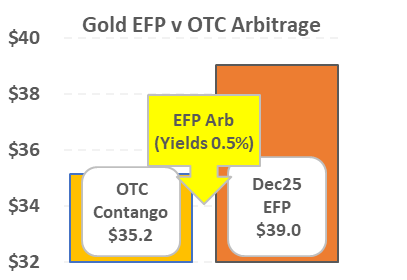 Gold EFP v OTC Arbitrage
$40
$38
$36
$34
$32
EFP Arb
(Yields 0.5%)
OTC
Contango
$35.2
Dec25
EFP
$39.0